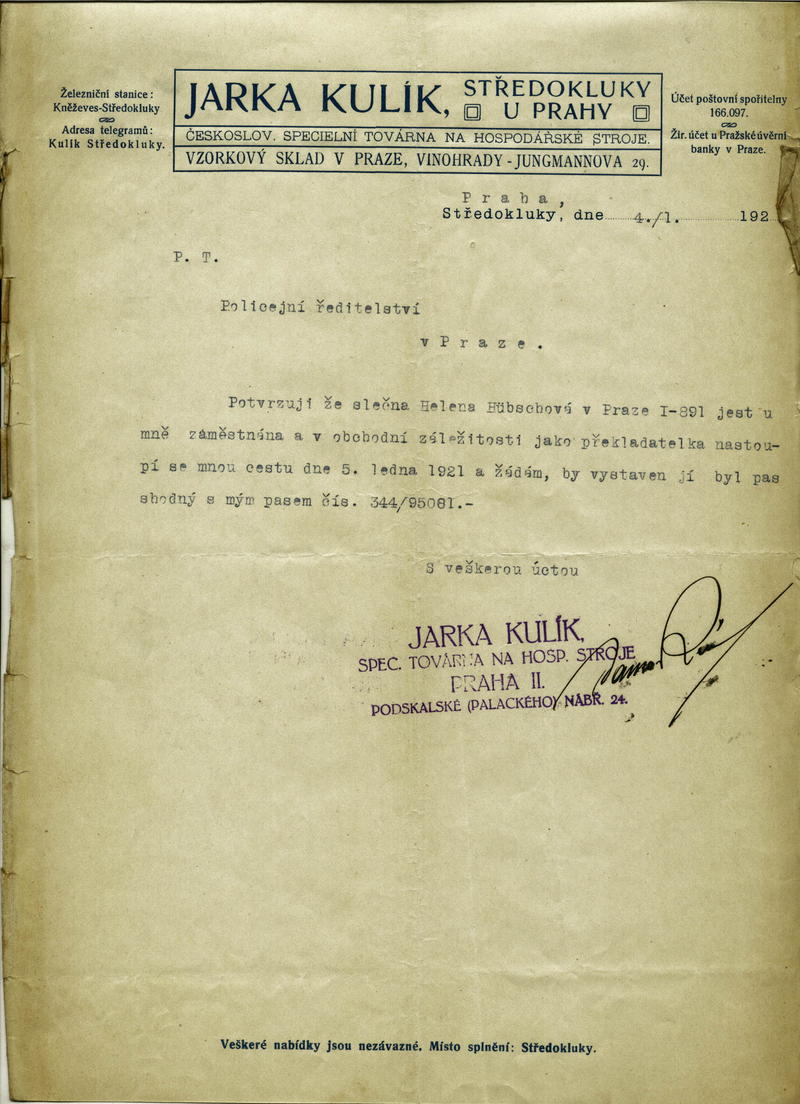 Železniční stanice:
Kněževes-Středokluky
Adresa telegramů:
Kulík Středokluky.
JARKA KULÍK, STŘEDOKLUKY
U PRAHY
ČESKOSLOV. SPECIELNÍ TOVÁRNA NA HOSPODÁŘSKÉ STROJE.
VZORKOVÝ SKLAD V PRAZE, VINOHRADY-JUNGMANNOVA 29.
Účet poštovní spořitelny
166.097.
Žir. účet u Pražské úvěrní
banky v Praze.
P r a h a ,
Středokluky, dne 4./1. 192
P. T.
Policejní ředitelství
v P r a z e .
Potvrzuji že slečna Helena Hübschová v Praze I-891 jest u
mně záměstnána a v obchodní záležitosti jako překladatelka nastou-
pí se mnou cestu dne 5. ledna 1921 a žádám, by vystaven jí byl pas
shodný s mým pasem čís. 344/95081.-
S veškerou úctou
JARKA KULÍK,
SPEC. TOVÁRNA NA HOSP. STROJE
PRAHA II.
PODSKALSKÉ (PALACKÉHO) NÁBŘ. 24.
Veškeré nabídky jsou nezávazné. Místo splnění: Středokluky.